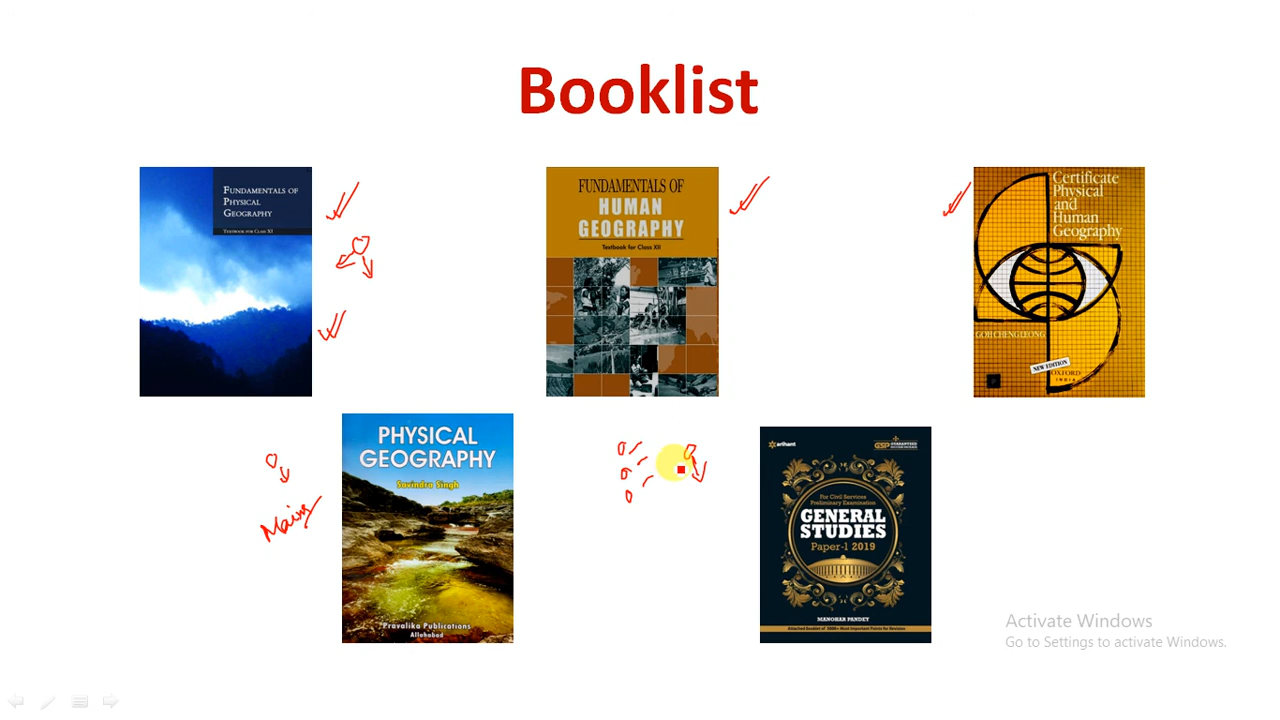 Booklist
FUNDAMENTALS OF
PHYSICAL
GEOGRAPHY
TEXTBOOK FOR CLASS XI
FUNDAMENTALS OF
HUMAN
GEOGRAPHY
Textbook for Class XII
Certificate
Physical
and
Human
Geography
GOH CHENG LEONG
NEW EDITION
OXFORD
INDIA
PHYSICAL
GEOGRAPHY
Savindra Singh
Pravalika Publications
Allahabad
Mains
arihant
GSP
For Civil Services
Preliminary Examination
GENERAL
STUDIES
Paper-I 2019
MANOHAR PANDEY
Activate Windows
Go to Settings to activate Windows.